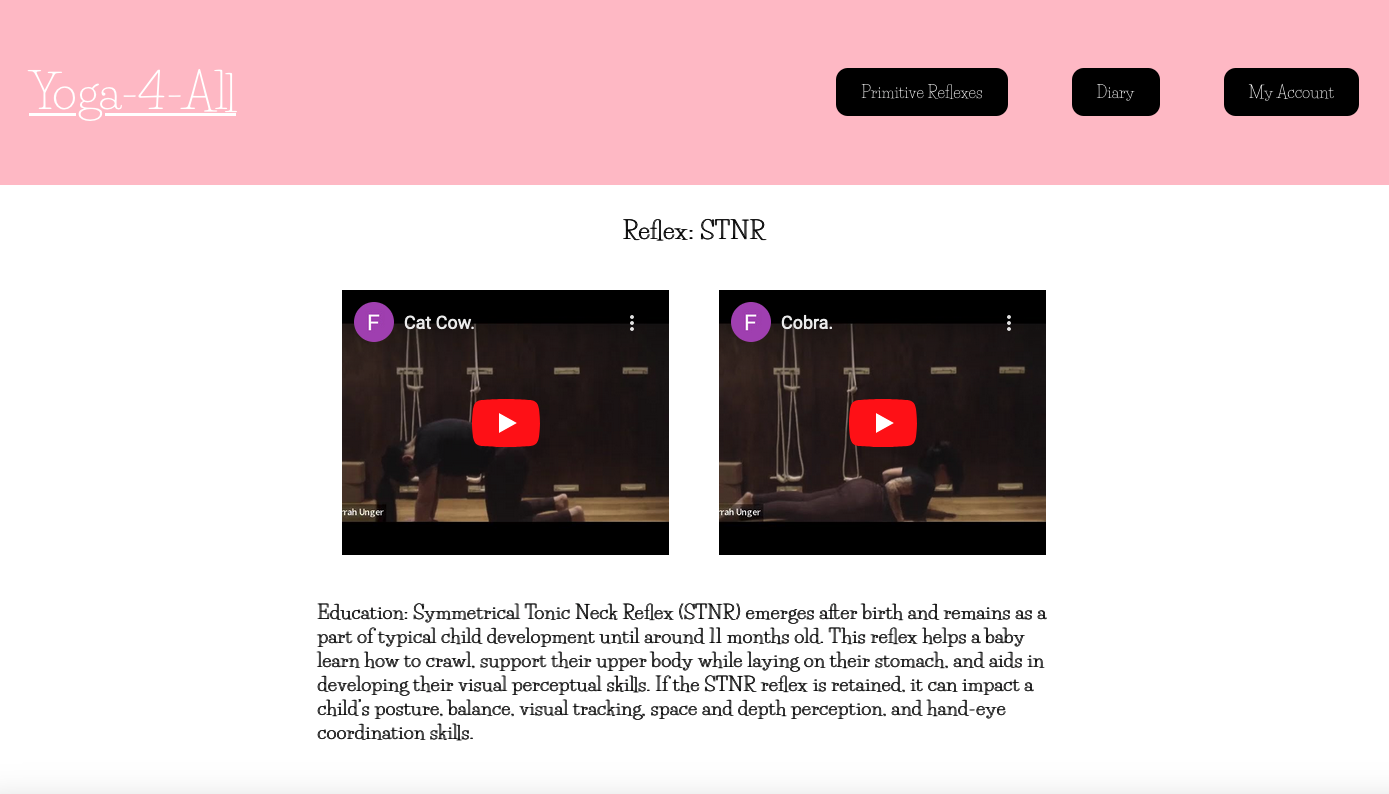 Yoga-4-All
Primitive Reflexes
Diary
My Account
Reflex: STNR
F
Cat Cow.
F
Cobra.
Unger
Unger
Education: Symmetrical Tonic Neck Reflex (STNR) emerges after birth and remains as a
part of typical child development until around 11 months old. This reflex helps a baby
learn how to crawl, support their upper body while laying on their stomach, and aids in
developing their visual perceptual skills. If the STNR reflex is retained, it can impact a
child's posture, balance, visual tracking, space and depth perception, and hand-eye
coordination skills.